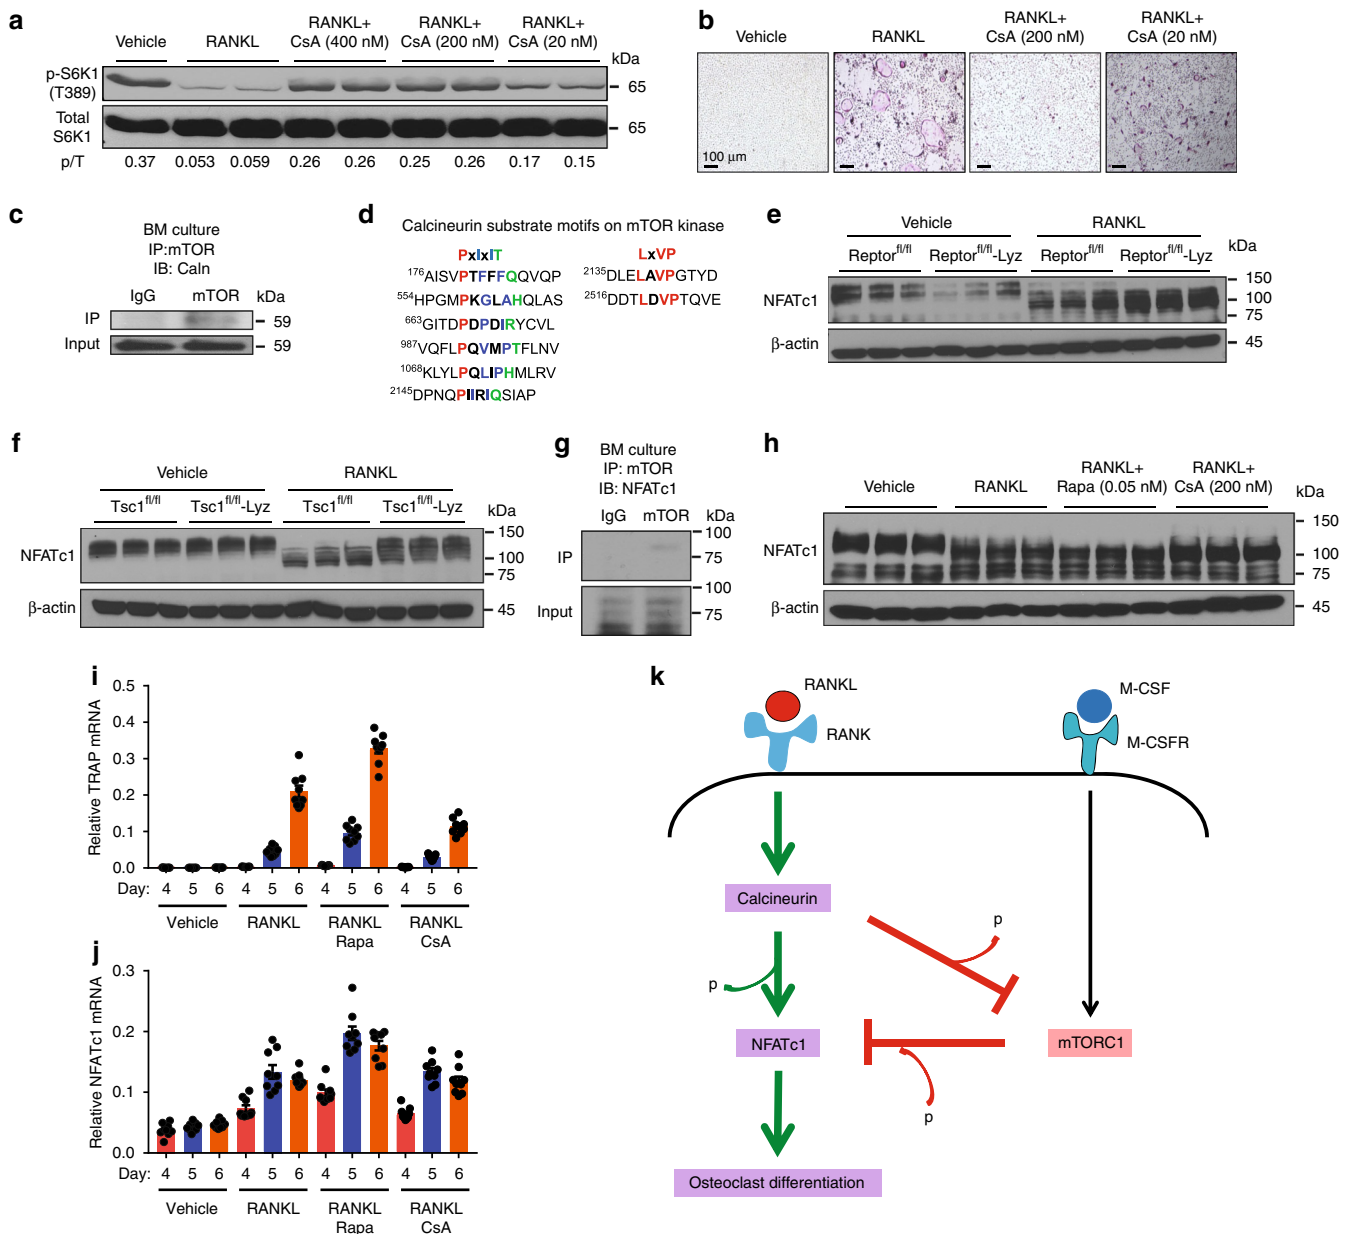 a
Vehicle
RANKL
RANKL+
CsA (400 nM)
RANKL+
CsA (200 nM)
RANKL+
CsA (20 nM)
kDa
p-S6K1
(T389)
65
Total
S6K1
65
p/T
0.37 0.053 0.059 0.26 0.26 0.25 0.26 0.17 0.15
b
Vehicle
RANKL
RANKL+
CsA (200 nM)
RANKL+
CsA (20 nM)
100 µm
c
BM culture
IP:mTOR
IB: Caln
IgG mTOR kDa
IP 59
Input 59
d
Calcineurin substrate motifs on mTOR kinase
PxIxIT
176AISVPTFFFQQVQP
554HPGMPKGLAHQLAS
663GITDPDPDIRYCVL
987VQFLPQVMPTFLNV
1068KLYLPQLIPHMLRV
2145DPNQPIIRIQSIAP
LxVP
2135DLELAVPGTYD
2516DDTLDVPTQVE
e
Vehicle RANKL
Reptorfl/fl Reptorfl/fl-Lyz Reptorfl/fl Reptorfl/fl-Lyz
kDa
NFATc1
150
100
75
β-actin 45
f
Vehicle RANKL
Tsc1fl/fl Tsc1fl/fl-Lyz Tsc1fl/fl Tsc1fl/fl-Lyz
kDa
NFATc1
150
100
75
β-actin 45
g
BM culture
IP: mTOR
IB: NFATc1
IgG mTOR kDa
IP
100
75
Input
100
75
h
Vehicle
RANKL
RANKL+
Rapa (0.05 nM)
RANKL+
CsA (200 nM)
kDa
NFATc1
150
100
75
β-actin 45
i
Relative TRAP mRNA
0.5
0.4
0.3
0.2
0.1
0.0
Day: 4 5 6 4 5 6 4 5 6 4 5 6
Vehicle
RANKL
RANKL
Rapa
RANKL
CsA
j
Relative NFATc1 mRNA
0.3
0.2
0.1
0.0
Day: 4 5 6 4 5 6 4 5 6 4 5 6
Vehicle
RANKL
RANKL
Rapa
RANKL
CsA
k
RANKL
RANK
M-CSF
M-CSFR
Calcineurin
p
p
NFATc1
mTORC1
p
Osteoclast differentiation